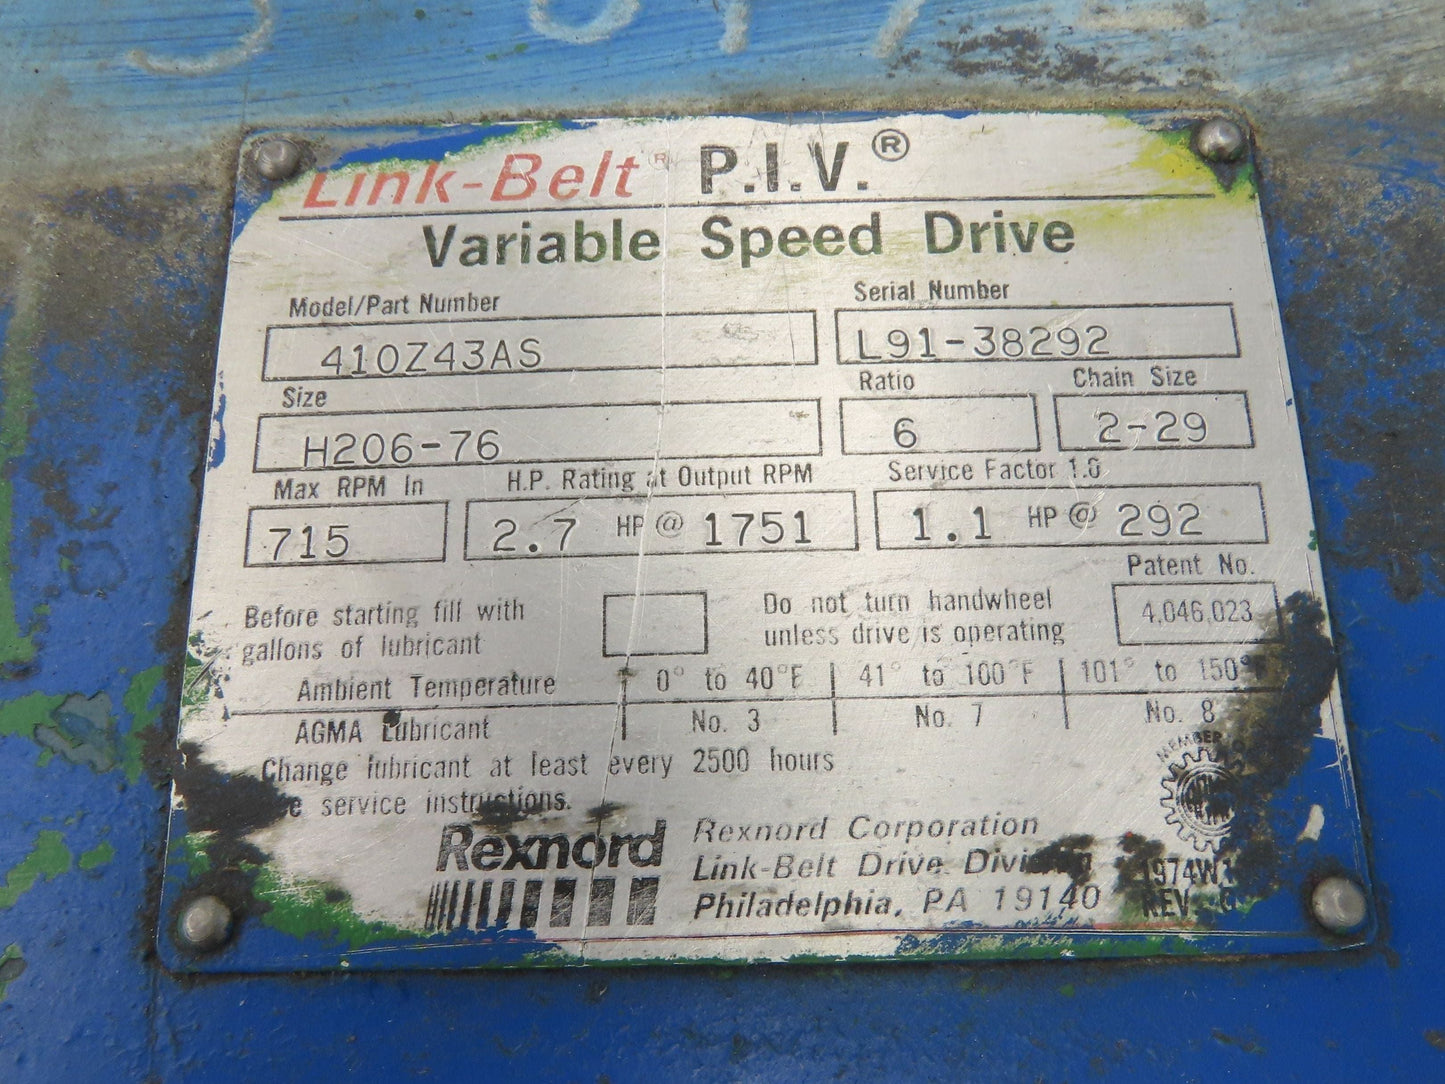 Link-Belt® P.I.V.®
Variable Speed Drive
Model/Part Number Serial Number
410Z43AS L91-38292
Size Ratio Chain Size
H206-76 6 2-29
Max RPM In H.P. Rating at Output RPM Service Factor 1.0
715 2.7 HP @ 1751 1.1 HP @ 292
Patent No.
4,046,023
Before starting fill with
gallons of lubricant
Do not turn handwheel
unless drive is operating
Ambient Temperature 0° to 40°F 41° to 100°F 101° to 150°F
AGMA Lubricant No. 3 No. 7 No. 8
Change lubricant at least every 2500 hours
service instructions.
MEMBER
Rexnord
Rexnord Corporation
Link-Belt Drive Division
Philadelphia, PA 19140
REV.